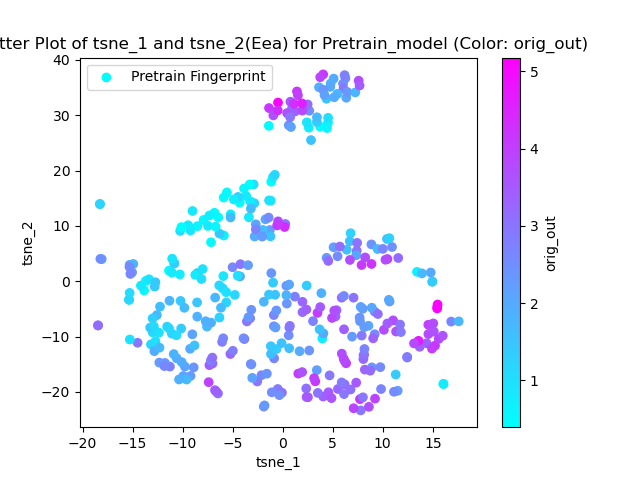 tter Plot of tsne_1 and tsne_2(Eea) for Pretrain_model (Color: orig_out)
Pretrain Fingerprint
40
30
20
10
0
−10
−20
tsne_2
−20 −15 −10 −5 0 5 10 15
tsne_1
5
4
3
2
1
orig_out